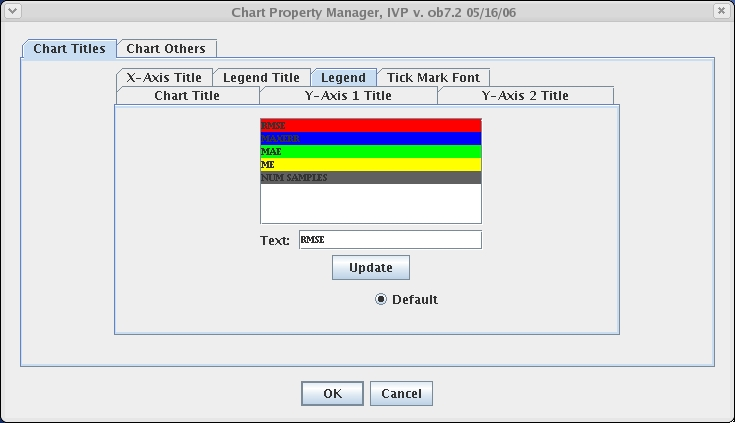 Chart Property Manager, IVP v. ob7.2 05/16/06
Chart Titles Chart Others
X-Axis Title Legend Title Legend Tick Mark Font
Chart Title Y-Axis 1 Title Y-Axis 2 Title
RMSE
MAXERR
MAE
ME
NUM SAMPLES
Text: RMSE
Update
Default
OK Cancel